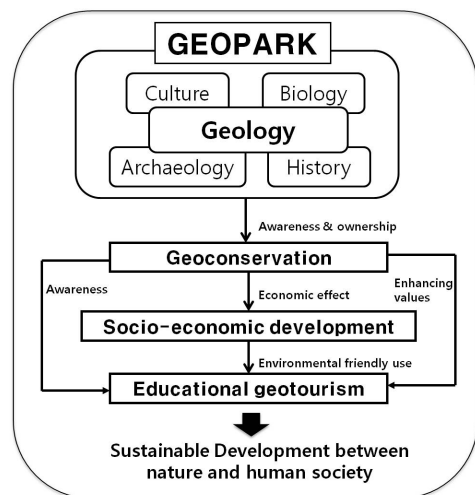 GEOPARK
Culture
Biology
Geology
Archaeology
History
Awareness & ownership
Geoconservation
Awareness
Economic effect
Enhancing
values
Socio-economic development
Environmental friendly use
Educational geotourism
Sustainable Development between
nature and human society